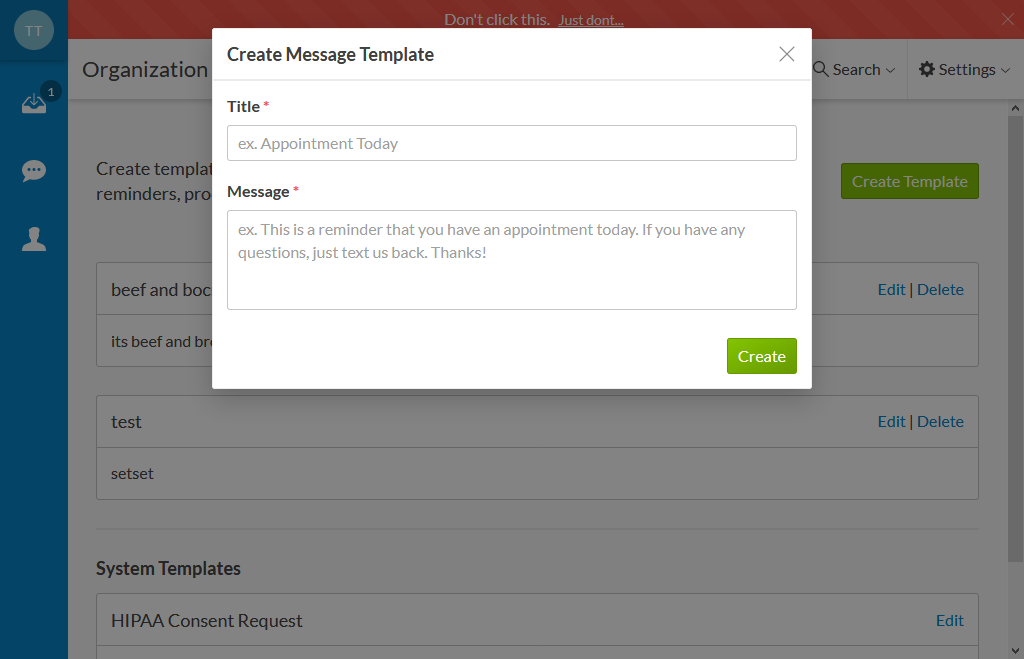 TT
Don't click this. Just dont...
1
Organization
Search
Settings
Create Message Template
Title *
ex. Appointment Today
Message *
ex. This is a reminder that you have an appointment today. If you have any
questions, just text us back. Thanks!
Create
Create templat
reminders, pro
Create Template
beef and boc
Edit | Delete
its beef and bro
test
Edit | Delete
setset
System Templates
HIPAA Consent Request
Edit